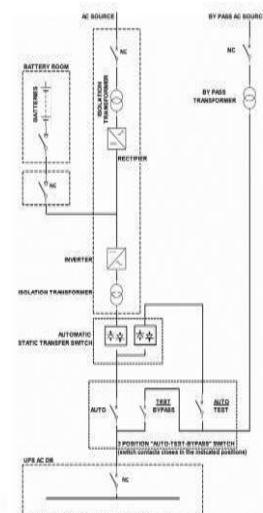 AC SOURCE
BY PASS AC SOURC
NC
NC
BATTERY ROOM
BATTERIES
ISOLATION
TRANSFORMER
BY PASS
TRANSFORMER
RECTIFIER
NC
INVERTER
ISOLATION TRANSFORMER
AUTOMATIC
STATIC TRANSFER SWITCH
AUTO
TEST
BYPASS
AUTO
TEST
3 POSITION "AUTO-TEST-BYPASS" SWITCH
(switch contacts closes in the indicated positions)
UPS AC DB
NC